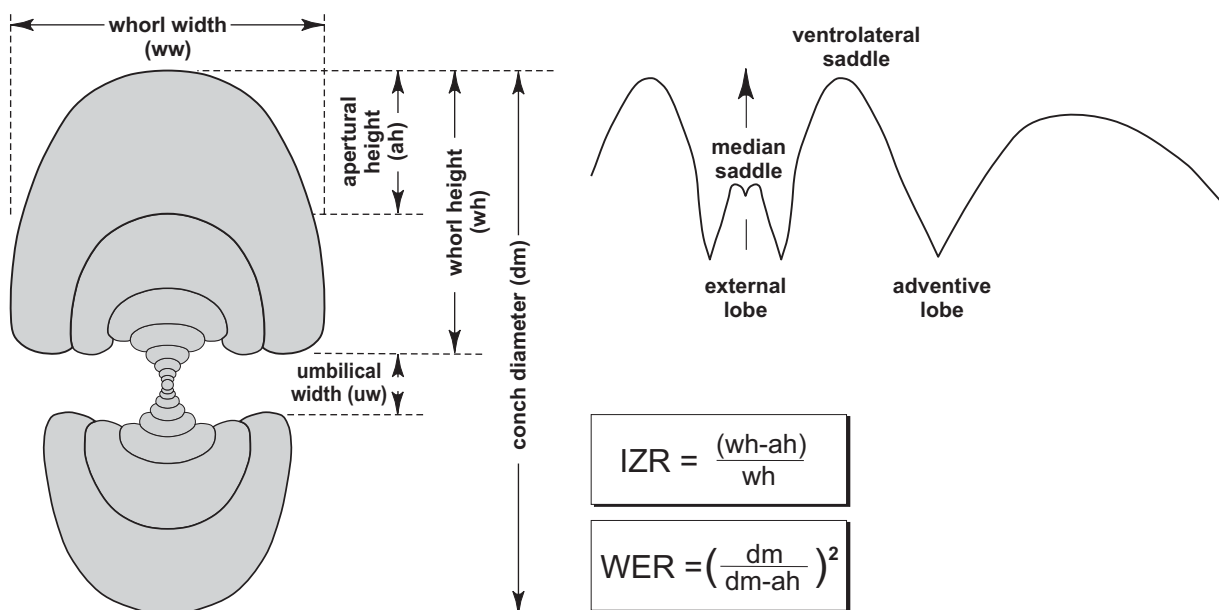 whorl width
(ww)
apertural
height
(ah)
whorl height
(wh)
conch diameter (dm)
umbilical
width (uw)
ventrolateral
saddle
median
saddle
external
lobe
adventive
lobe
IZR = (wh-ah)
wh
WER = ( dm
dm-ah )2